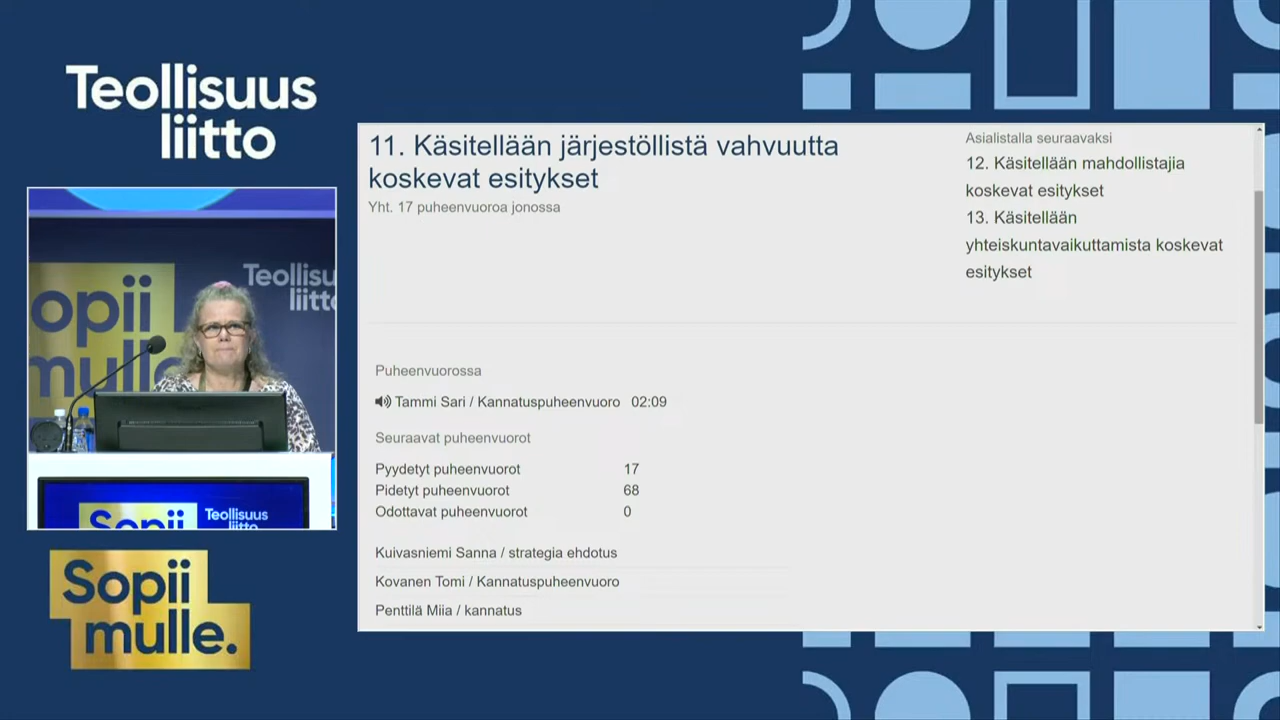 Teollisuus
liitto
opii
mulle
Teollisu
liitt
Sopii
Teollisuus
liitto
Sopii
mulle.
11. Käsitellään järjestöllistä vahvuutta
koskevat esitykset
Yht. 17 puheenvuoroa jonossa
Puheenvuorossa
Tammi Sari / Kannatuspuheenvuoro 02:09
Seuraavat puheenvuorot
Pyydetyt puheenvuorot 17
Pidetyt puheenvuorot 68
Odottavat puheenvuorot 0
Kuivasniemi Sanna / strategia ehdotus
Kovanen Tomi / Kannatuspuheenvuoro
Penttilä Miia / kannatus
Asialistalla seuraavaksi
12. Käsitellään mahdollistajia
koskevat esitykset
13. Käsitellään
yhteiskuntavaikuttamista koskevat
esitykset